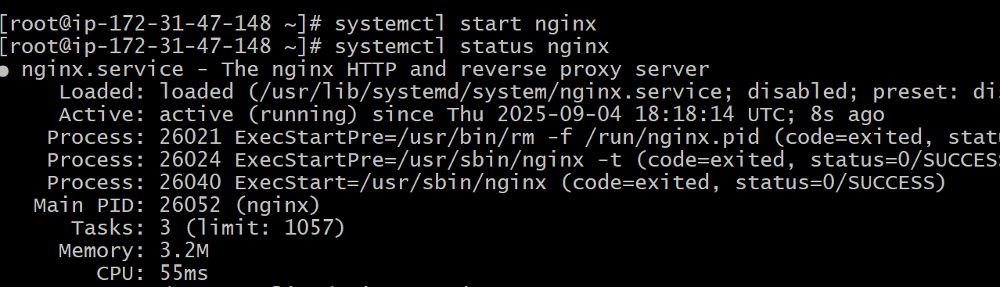 [root@ip-172-31-47-148 ~]# systemctl start nginx
[root@ip-172-31-47-148 ~]# systemctl status nginx
● nginx.service - The nginx HTTP and reverse proxy server
Loaded: loaded (/usr/lib/systemd/system/nginx.service; disabled; preset: di
Active: active (running) since Thu 2025-09-04 18:18:14 UTC; 8s ago
Process: 26021 ExecStartPre=/usr/bin/rm -f /run/nginx.pid (code=exited, statu
Process: 26024 ExecStartPre=/usr/sbin/nginx -t (code=exited, status=0/SUCCESS
Process: 26040 ExecStart=/usr/sbin/nginx (code=exited, status=0/SUCCESS)
Main PID: 26052 (nginx)
Tasks: 3 (limit: 1057)
Memory: 3.2M
CPU: 55ms